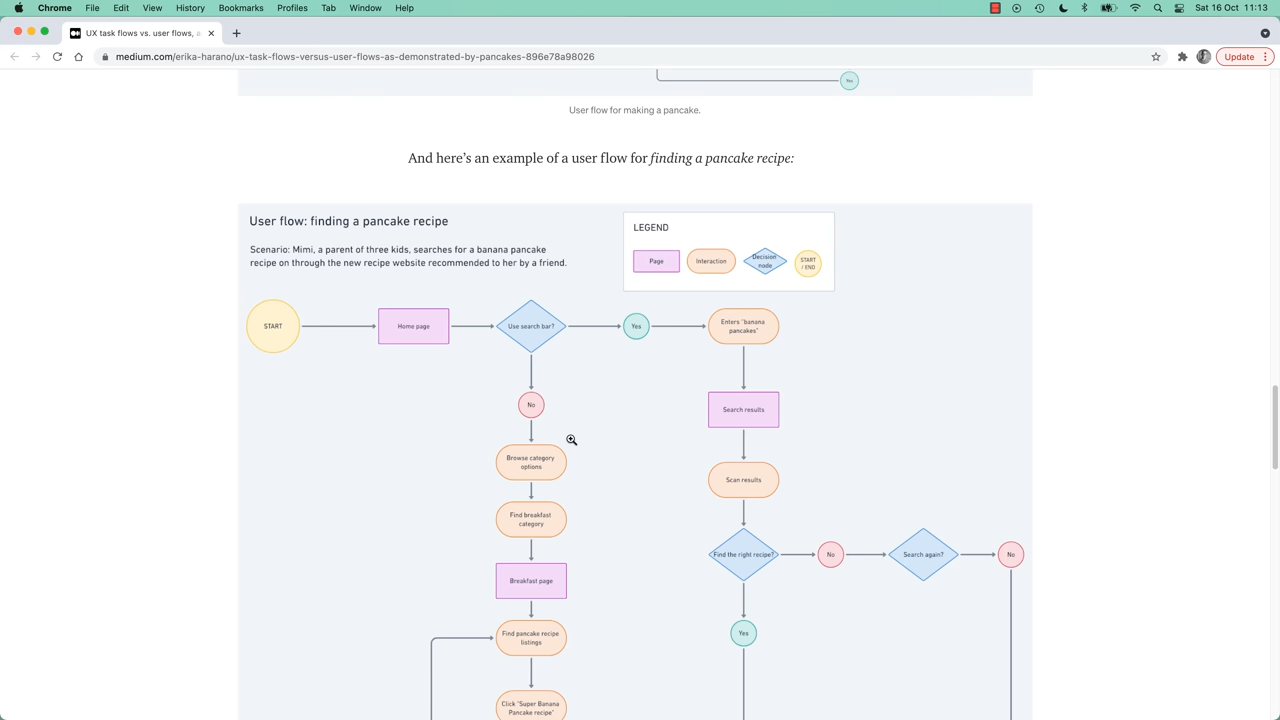 Chrome File Edit View History Bookmarks Profiles Tab Window Help Sat 16 Oct 11:13
UX task flows vs. user flows,
medium.com/erika-harano/ux-task-flows-versus-user-flows-as-demonstrated-by-pancakes-896e78a98026
Update
Yes
User flow for making a pancake.
And here's an example of a user flow for finding a pancake recipe:
User flow: finding a pancake recipe
Scenario: Mimi, a parent of three kids, searches for a banana pancake
recipe on through the new recipe website recommended to her by a friend.
LEGEND
Page
Interaction
Decision
node
START
/ END
START
Home page
Use search bar?
Yes
Enters "banana
pancakes"
No
Search results
Browse category
options
Scan results
Find breakfast
category
Find the right recipe?
No
Search again?
No
Breakfast page
Find pancake recipe
listings
Yes
Click "Super Banana
Pancake recipe"